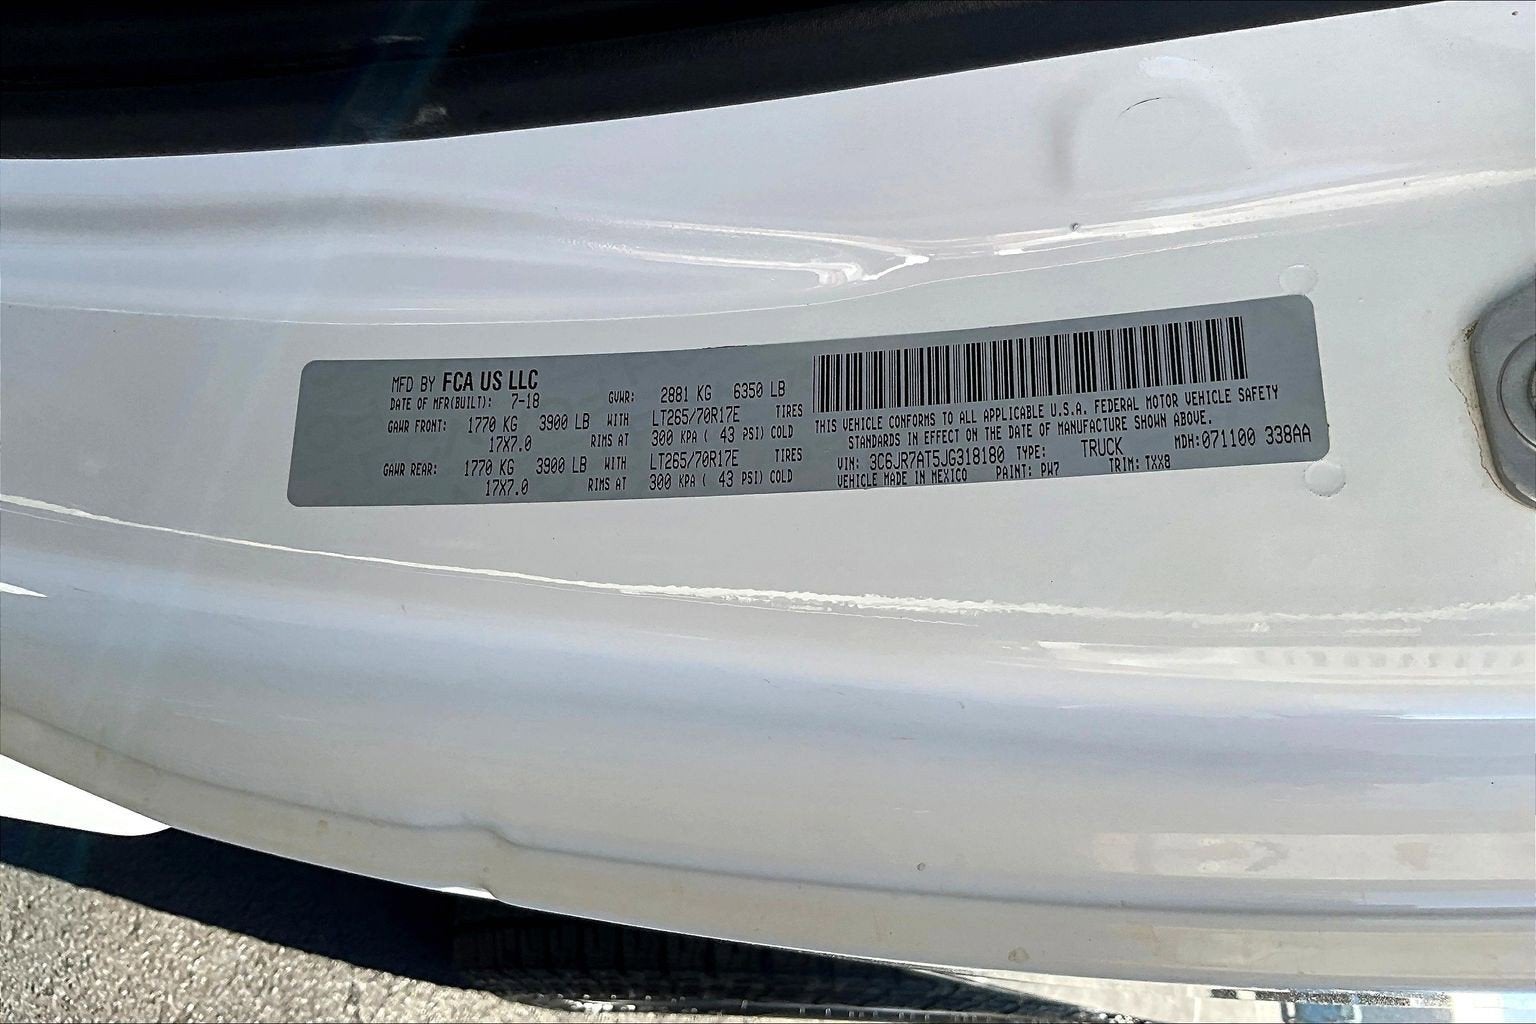 MFD BY FCA US LLC
DATE OF MFR(BUILT): 7-18 GVWR: 2881 KG 6350 LB
GAWR FRONT: 1770 KG 3900 LB WITH LT265/70R17E TIRES
17X7.0 RIMS AT 300 KPA ( 43 PSI) COLD
GAWR REAR: 1770 KG 3900 LB WITH LT265/70R17E TIRES
17X7.0 RIMS AT 300 KPA ( 43 PSI) COLD
THIS VEHICLE CONFORMS TO ALL APPLICABLE U.S.A. FEDERAL MOTOR VEHICLE SAFETY
STANDARDS IN EFFECT ON THE DATE OF MANUFACTURE SHOWN ABOVE.
VIN: 3C6JR7AT5JG318180 TYPE: TRUCK MDH:071100 338AA
VEHICLE MADE IN MEXICO PAINT: PW7 TRIM: TXX8